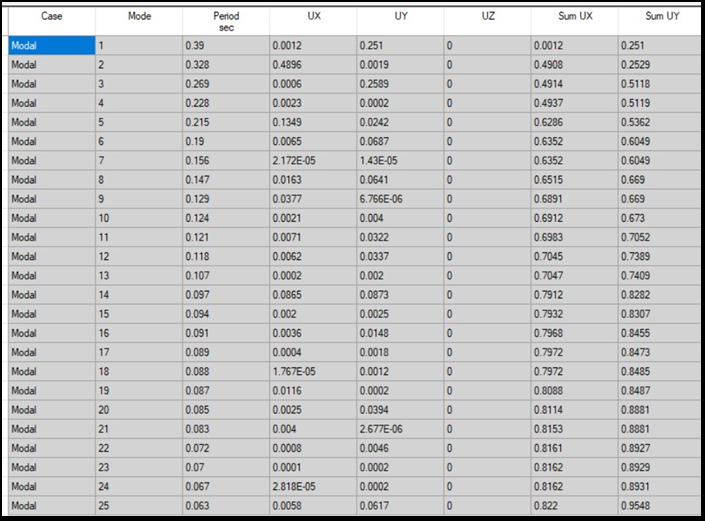 Case Mode Period sec UX UY UZ Sum UX Sum UY
Modal 1 0.39 0.0012 0.251 0 0.0012 0.251
Modal 2 0.328 0.4896 0.0019 0 0.4908 0.2529
Modal 3 0.269 0.0006 0.2589 0 0.4914 0.5118
Modal 4 0.228 0.0023 0.0002 0 0.4937 0.5119
Modal 5 0.215 0.1349 0.0242 0 0.6286 0.5362
Modal 6 0.19 0.0065 0.0687 0 0.6352 0.6049
Modal 7 0.156 2.172E-05 1.43E-05 0 0.6352 0.6049
Modal 8 0.147 0.0163 0.0641 0 0.6515 0.669
Modal 9 0.129 0.0377 6.766E-06 0 0.6891 0.669
Modal 10 0.124 0.0021 0.004 0 0.6912 0.673
Modal 11 0.121 0.0071 0.0322 0 0.6983 0.7052
Modal 12 0.118 0.0062 0.0337 0 0.7045 0.7389
Modal 13 0.107 0.0002 0.002 0 0.7047 0.7409
Modal 14 0.097 0.0865 0.0873 0 0.7912 0.8282
Modal 15 0.094 0.002 0.0025 0 0.7932 0.8307
Modal 16 0.091 0.0036 0.0148 0 0.7968 0.8455
Modal 17 0.089 0.0004 0.0018 0 0.7972 0.8473
Modal 18 0.088 1.767E-05 0.0012 0 0.7972 0.8485
Modal 19 0.087 0.0116 0.0002 0 0.8088 0.8487
Modal 20 0.085 0.0025 0.0394 0 0.8114 0.8881
Modal 21 0.083 0.004 2.677E-06 0 0.8153 0.8881
Modal 22 0.072 0.0008 0.0046 0 0.8161 0.8927
Modal 23 0.07 0.0001 0.0002 0 0.8162 0.8929
Modal 24 0.067 2.818E-05 0.0002 0 0.8162 0.8931
Modal 25 0.063 0.0058 0.0617 0 0.822 0.9548